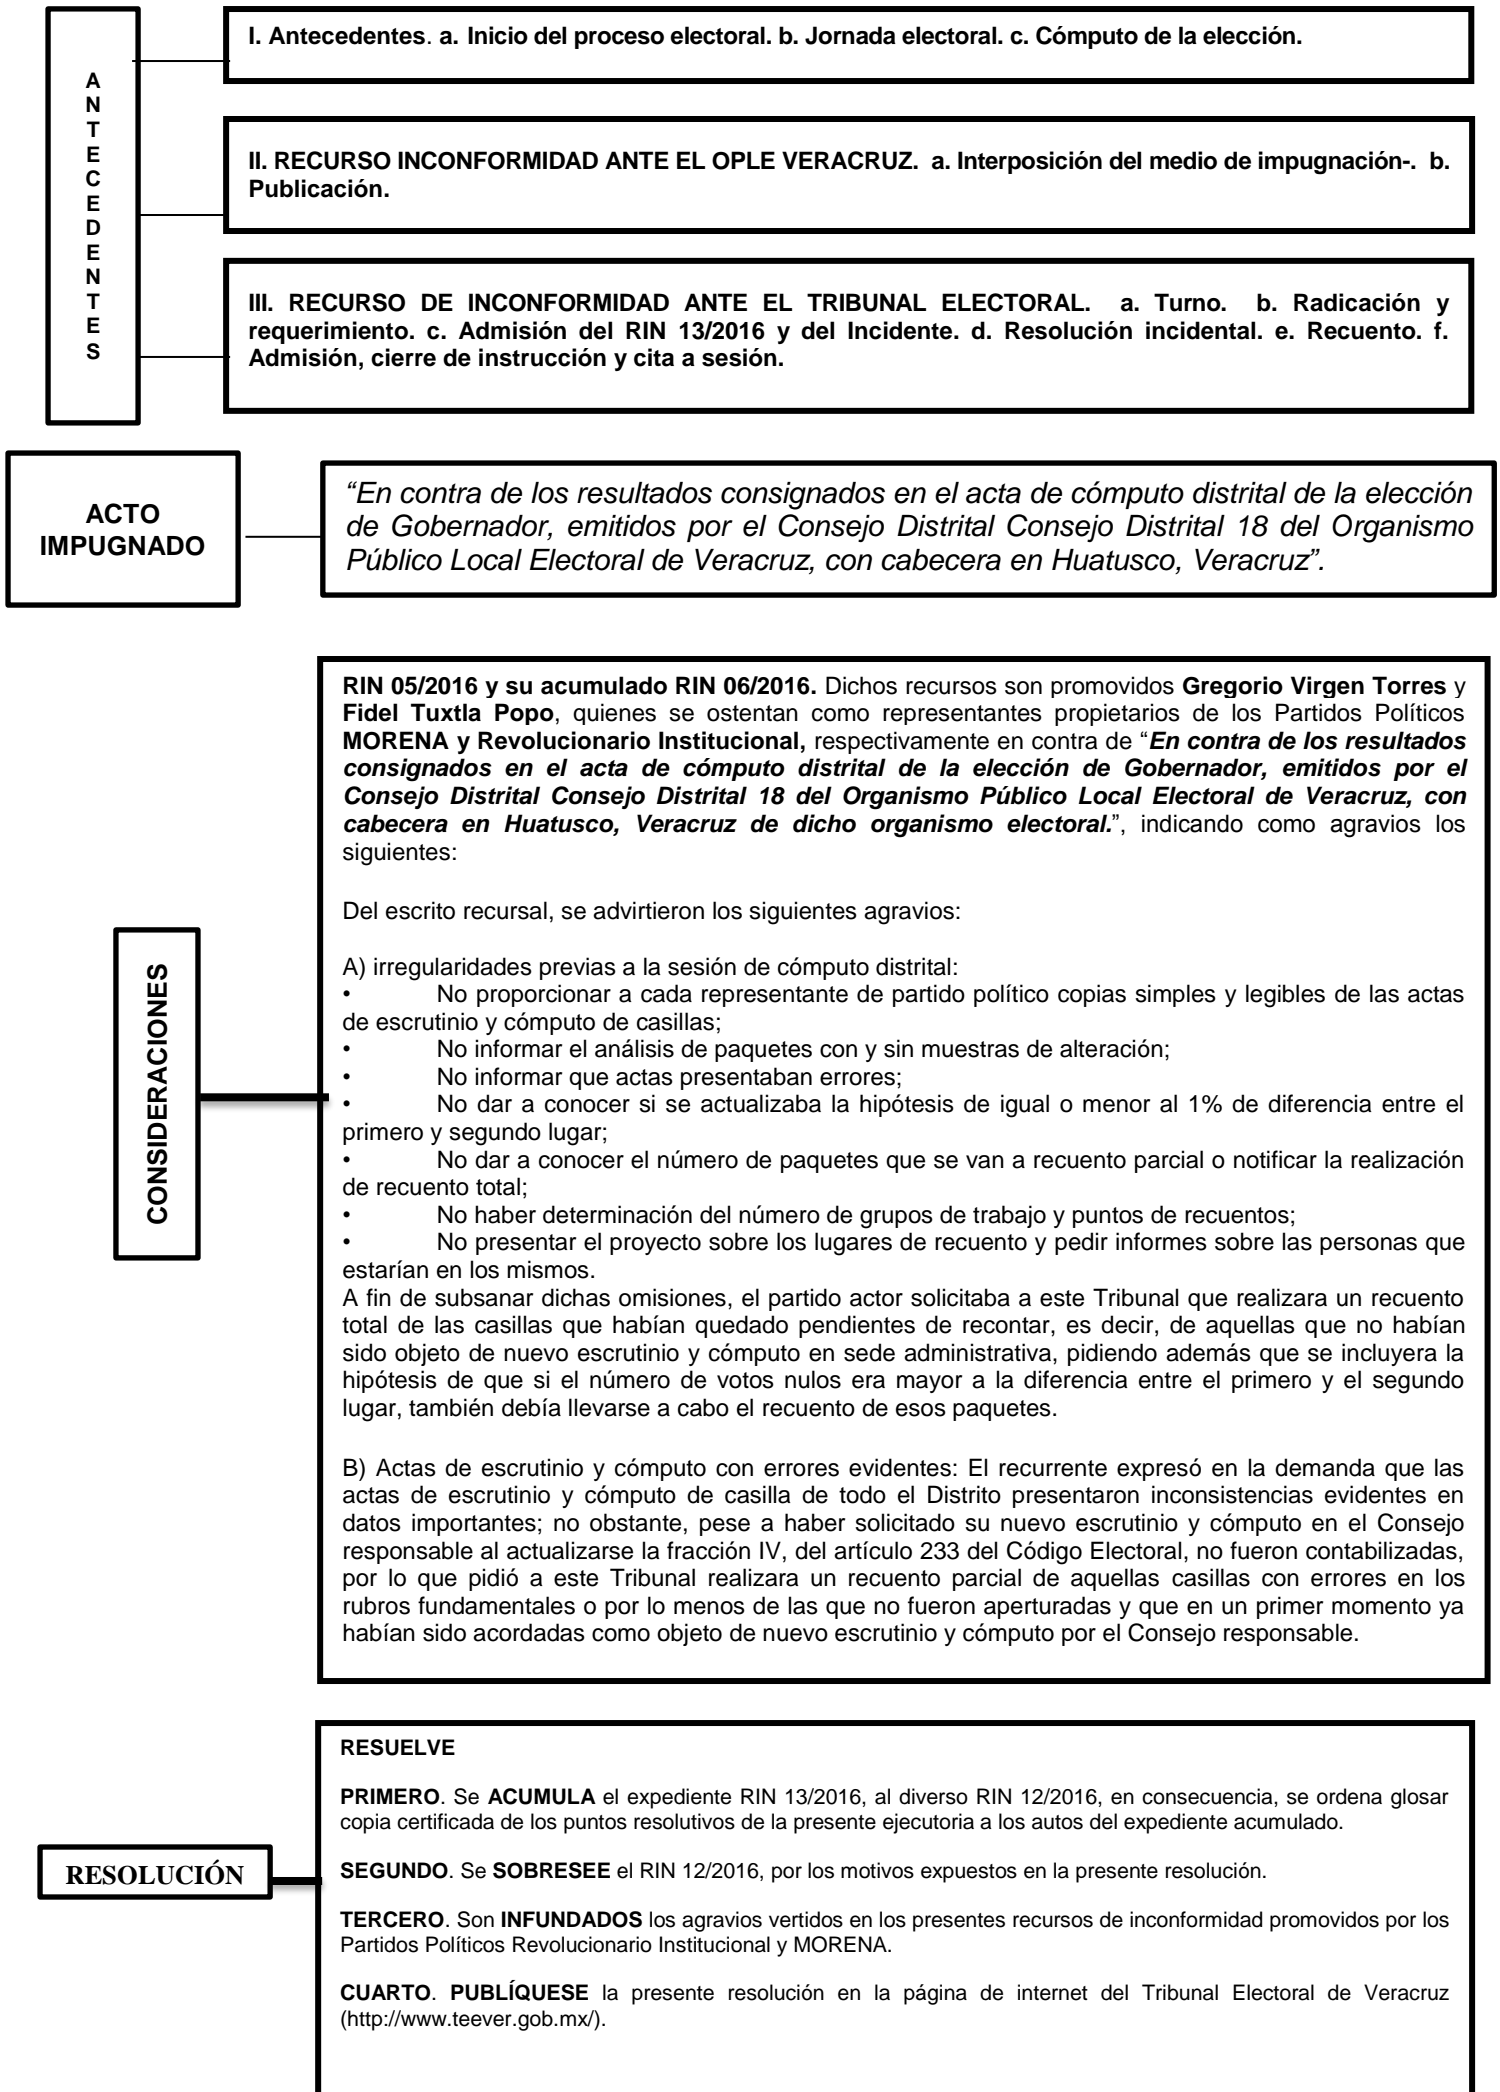 ANTECEDENTES
I. Antecedentes. a. Inicio del proceso electoral. b. Jornada electoral. c. Cómputo de la elección.
II. RECURSO INCONFORMIDAD ANTE EL OPLE VERACRUZ. a. Interposición del medio de impugnación-. b.
Publicación.
III. RECURSO DE INCONFORMIDAD ANTE EL TRIBUNAL ELECTORAL. a. Turno. b. Radicación y
requerimiento. c. Admisión del RIN 13/2016 y del Incidente. d. Resolución incidental. e. Recuento. f.
Admisión, cierre de instrucción y cita a sesión.
ACTO
IMPUGNADO
“En contra de los resultados consignados en el acta de cómputo distrital de la elección
de Gobernador, emitidos por el Consejo Distrital Consejo Distrital 18 del Organismo
Público Local Electoral de Veracruz, con cabecera en Huatusco, Veracruz”.
CONSIDERACIONES
RIN 05/2016 y su acumulado RIN 06/2016. Dichos recursos son promovidos Gregorio Virgen Torres y
Fidel Tuxtla Popo, quienes se ostentan como representantes propietarios de los Partidos Políticos
MORENA y Revolucionario Institucional, respectivamente en contra de “En contra de los resultados
consignados en el acta de cómputo distrital de la elección de Gobernador, emitidos por el
Consejo Distrital Consejo Distrital 18 del Organismo Público Local Electoral de Veracruz, con
cabecera en Huatusco, Veracruz de dicho organismo electoral.”, indicando como agravios los
siguientes:
Del escrito recursal, se advirtieron los siguientes agravios:
A) irregularidades previas a la sesión de cómputo distrital:
• No proporcionar a cada representante de partido político copias simples y legibles de las actas
de escrutinio y cómputo de casillas;
• No informar el análisis de paquetes con y sin muestras de alteración;
• No informar que actas presentaban errores;
• No dar a conocer si se actualizaba la hipótesis de igual o menor al 1% de diferencia entre el
primero y segundo lugar;
• No dar a conocer el número de paquetes que se van a recuento parcial o notificar la realización
de recuento total;
• No haber determinación del número de grupos de trabajo y puntos de recuentos;
• No presentar el proyecto sobre los lugares de recuento y pedir informes sobre las personas que
estarían en los mismos.
A fin de subsanar dichas omisiones, el partido actor solicitaba a este Tribunal que realizara un recuento
total de las casillas que habían quedado pendientes de recontar, es decir, de aquellas que no habían
sido objeto de nuevo escrutinio y cómputo en sede administrativa, pidiendo además que se incluyera la
hipótesis de que si el número de votos nulos era mayor a la diferencia entre el primero y el segundo
lugar, también debía llevarse a cabo el recuento de esos paquetes.
B) Actas de escrutinio y cómputo con errores evidentes: El recurrente expresó en la demanda que las
actas de escrutinio y cómputo de casilla de todo el Distrito presentaron inconsistencias evidentes en
datos importantes; no obstante, pese a haber solicitado su nuevo escrutinio y cómputo en el Consejo
responsable al actualizarse la fracción IV, del artículo 233 del Código Electoral, no fueron contabilizadas,
por lo que pidió a este Tribunal realizara un recuento parcial de aquellas casillas con errores en los
rubros fundamentales o por lo menos de las que no fueron aperturadas y que en un primer momento ya
habían sido acordadas como objeto de nuevo escrutinio y cómputo por el Consejo responsable.
RESOLUCIÓN
RESUELVE
PRIMERO. Se ACUMULA el expediente RIN 13/2016, al diverso RIN 12/2016, en consecuencia, se ordena glosar
copia certificada de los puntos resolutivos de la presente ejecutoria a los autos del expediente acumulado.
SEGUNDO. Se SOBRESEE el RIN 12/2016, por los motivos expuestos en la presente resolución.
TERCERO. Son INFUNDADOS los agravios vertidos en los presentes recursos de inconformidad promovidos por los
Partidos Políticos Revolucionario Institucional y MORENA.
CUARTO. PUBLÍQUESE la presente resolución en la página de internet del Tribunal Electoral de Veracruz
(http://www.teever.gob.mx/).